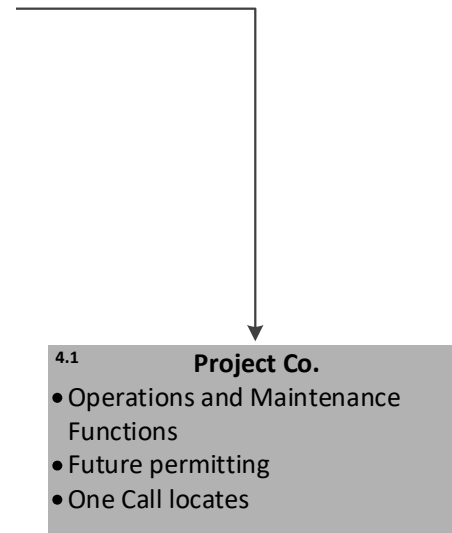 4.1 Project Co.
• Operations and Maintenance
Functions
• Future permitting
• One Call locates